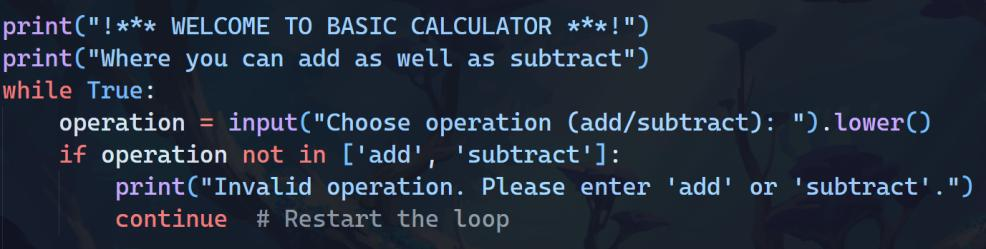 print("!*** WELCOME TO BASIC CALCULATOR ***!")
print("Where you can add as well as subtract")
while True:
    operation = input("Choose operation (add/subtract): ").lower()
    if operation not in ['add', 'subtract']:
        print("Invalid operation. Please enter 'add' or 'subtract'.")
        continue  # Restart the loop